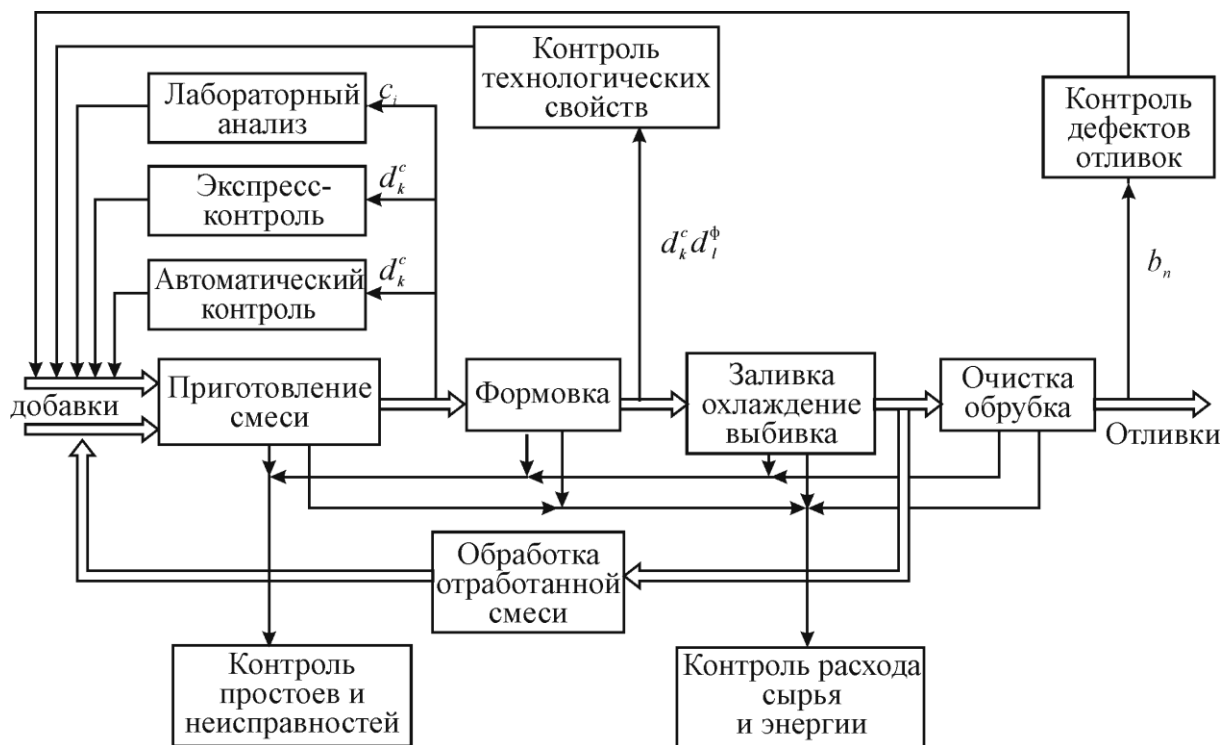 Контроль
технологических
свойств
Лабораторный
анализ
c_i
Контроль
дефектов
отливок
Экспресс-
контроль
d_k^c
d_k^c d_l^ф
b_n
Автоматический
контроль
d_k^c
добавки
Приготовление
смеси
Формовка
Заливка
охлаждение
выбивка
Очистка
обрубка
Отливки
Обработка
отработанной
смеси
Контроль
простоев и
неисправностей
Контроль расхода
сырья
и энергии